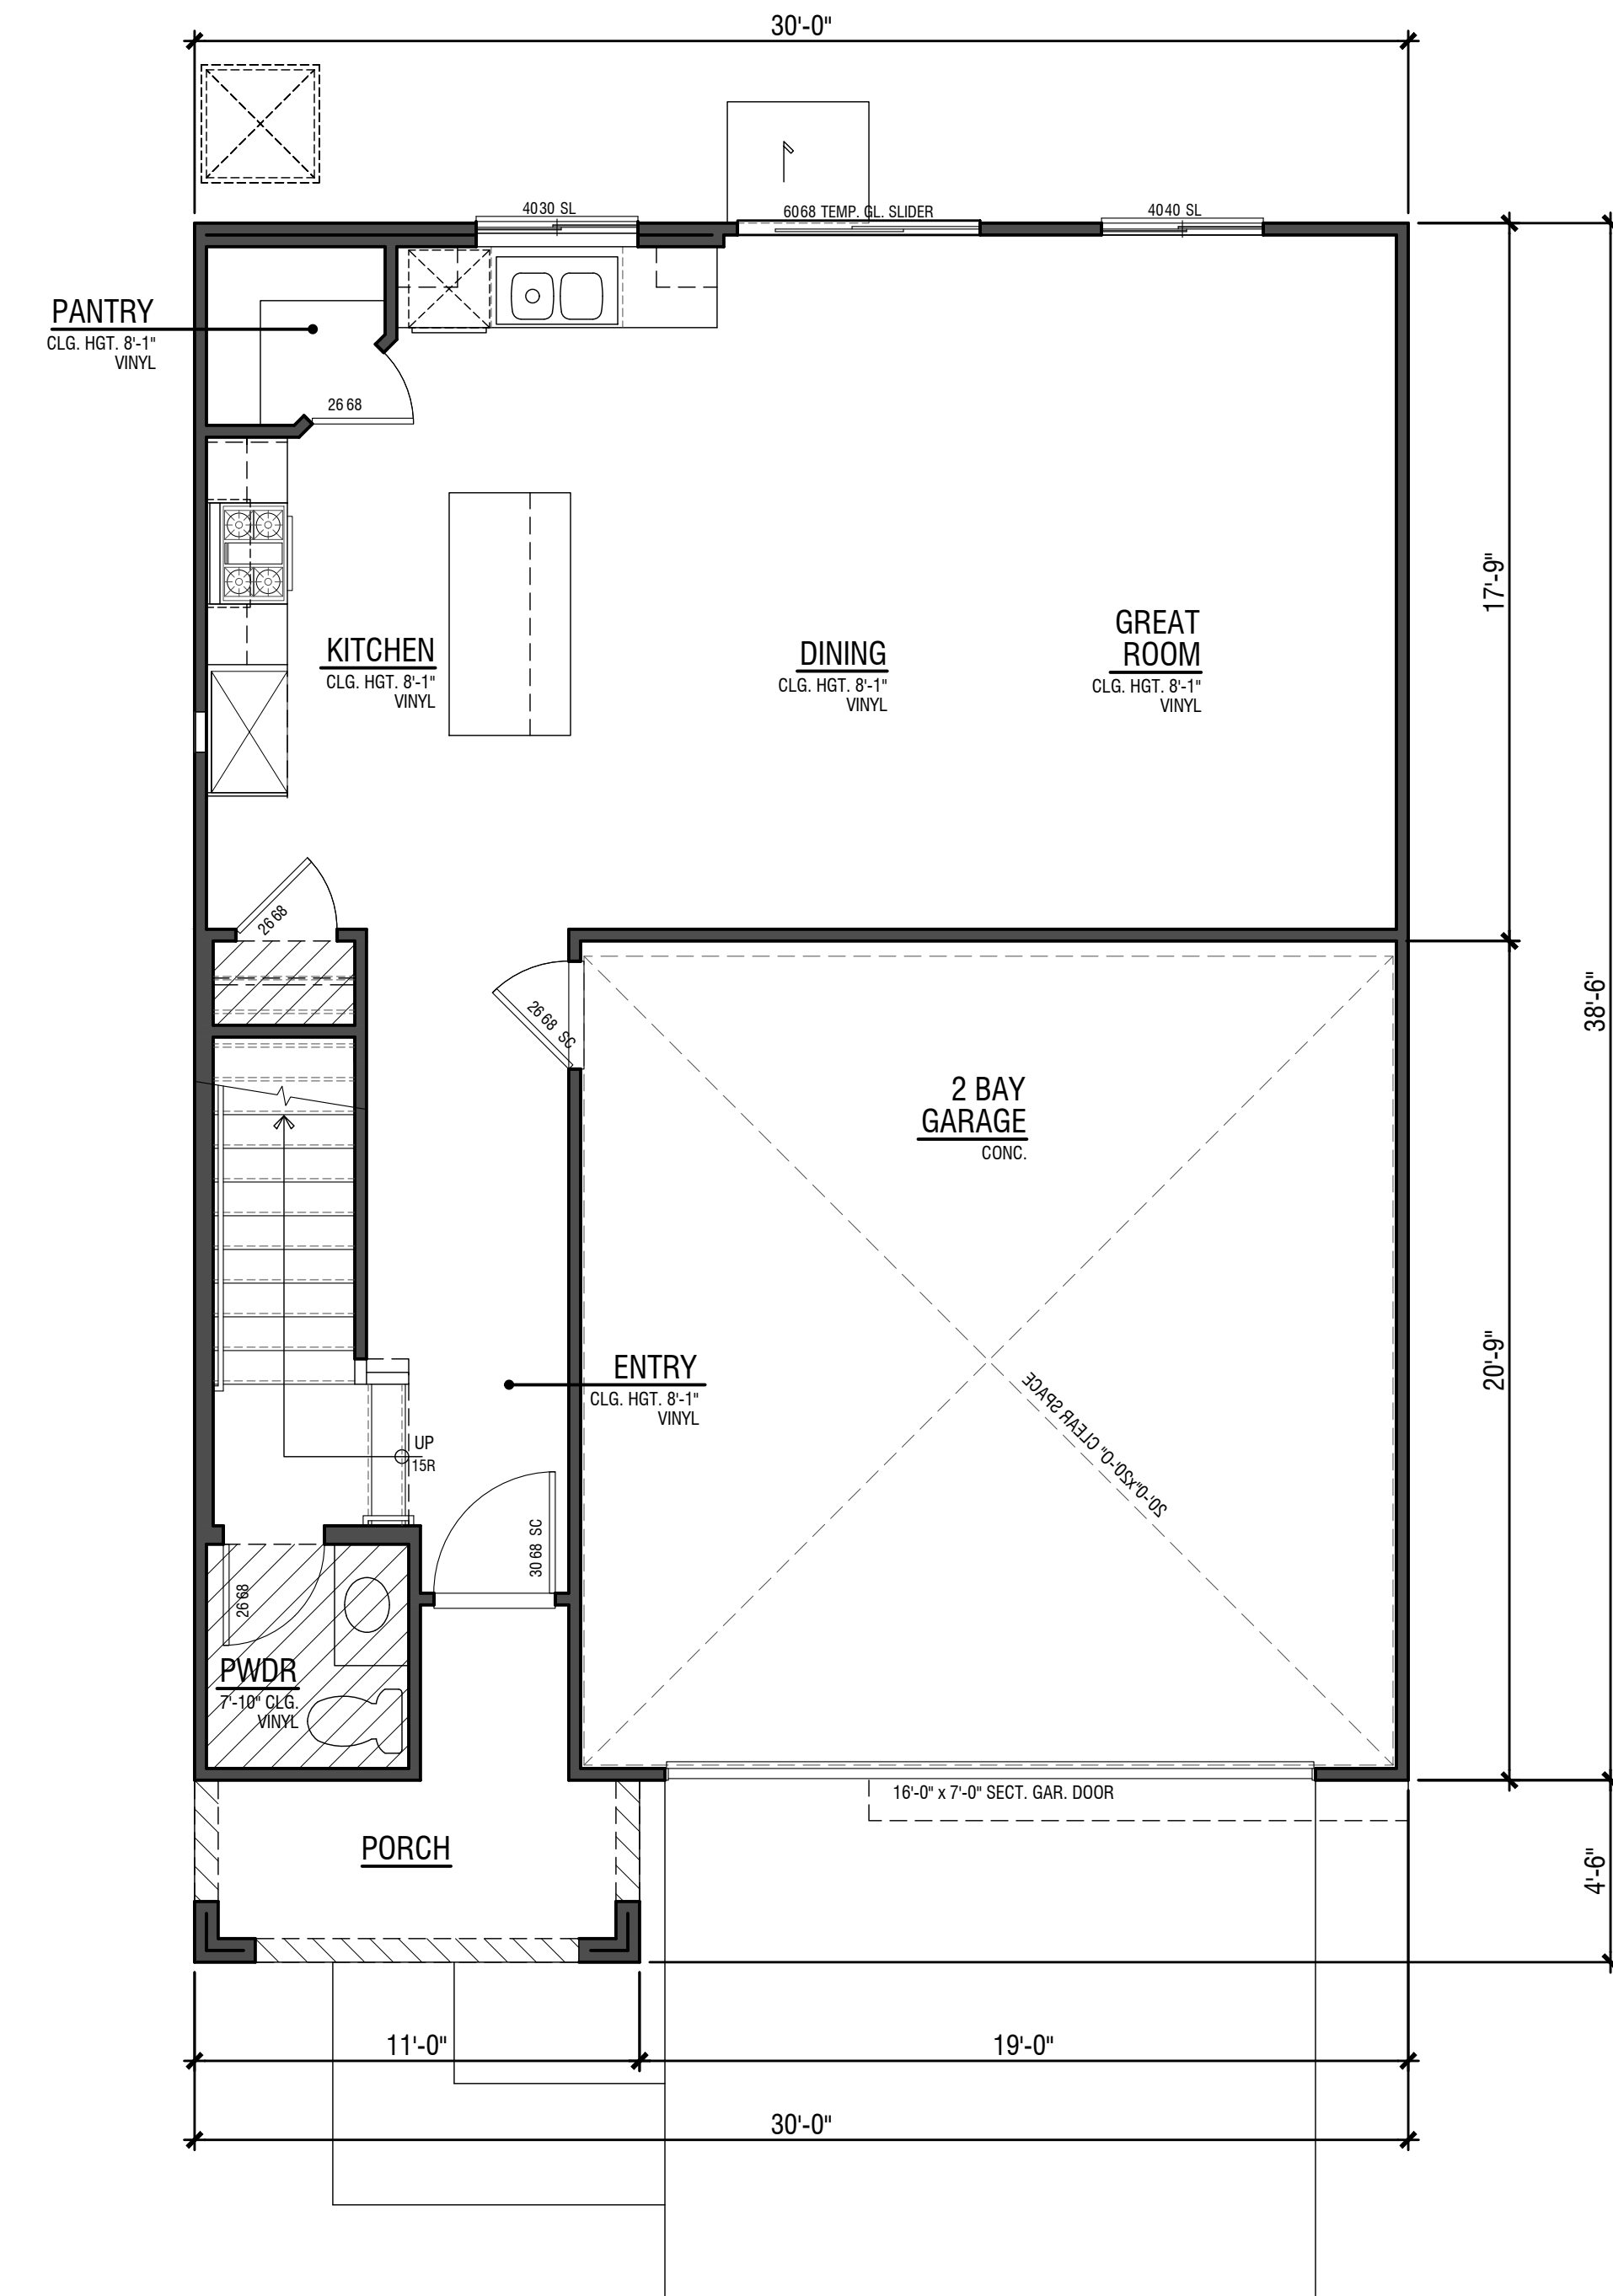 30'-0"
4030 SL
6068 TEMP. GL. SLIDER
4040 SL
PANTRY
CLG. HGT. 8'-1"
VINYL
2668
17'-9"
KITCHEN
CLG. HGT. 8'-1"
VINYL
DINING
CLG. HGT. 8'-1"
VINYL
GREAT
ROOM
CLG. HGT. 8'-1"
VINYL
2668
2668 SC
38'-6"
2 BAY
GARAGE
CONC.
20'-9"
ENTRY
CLG. HGT. 8'-1"
VINYL
20'-0"x20'-0" CLEAR SPACE
UP
15R
3068 SC
2668
PWDR
7'-10" CLG.
VINYL
16'-0" x 7'-0" SECT. GAR. DOOR
PORCH
4'-6"
11'-0"
19'-0"
30'-0"